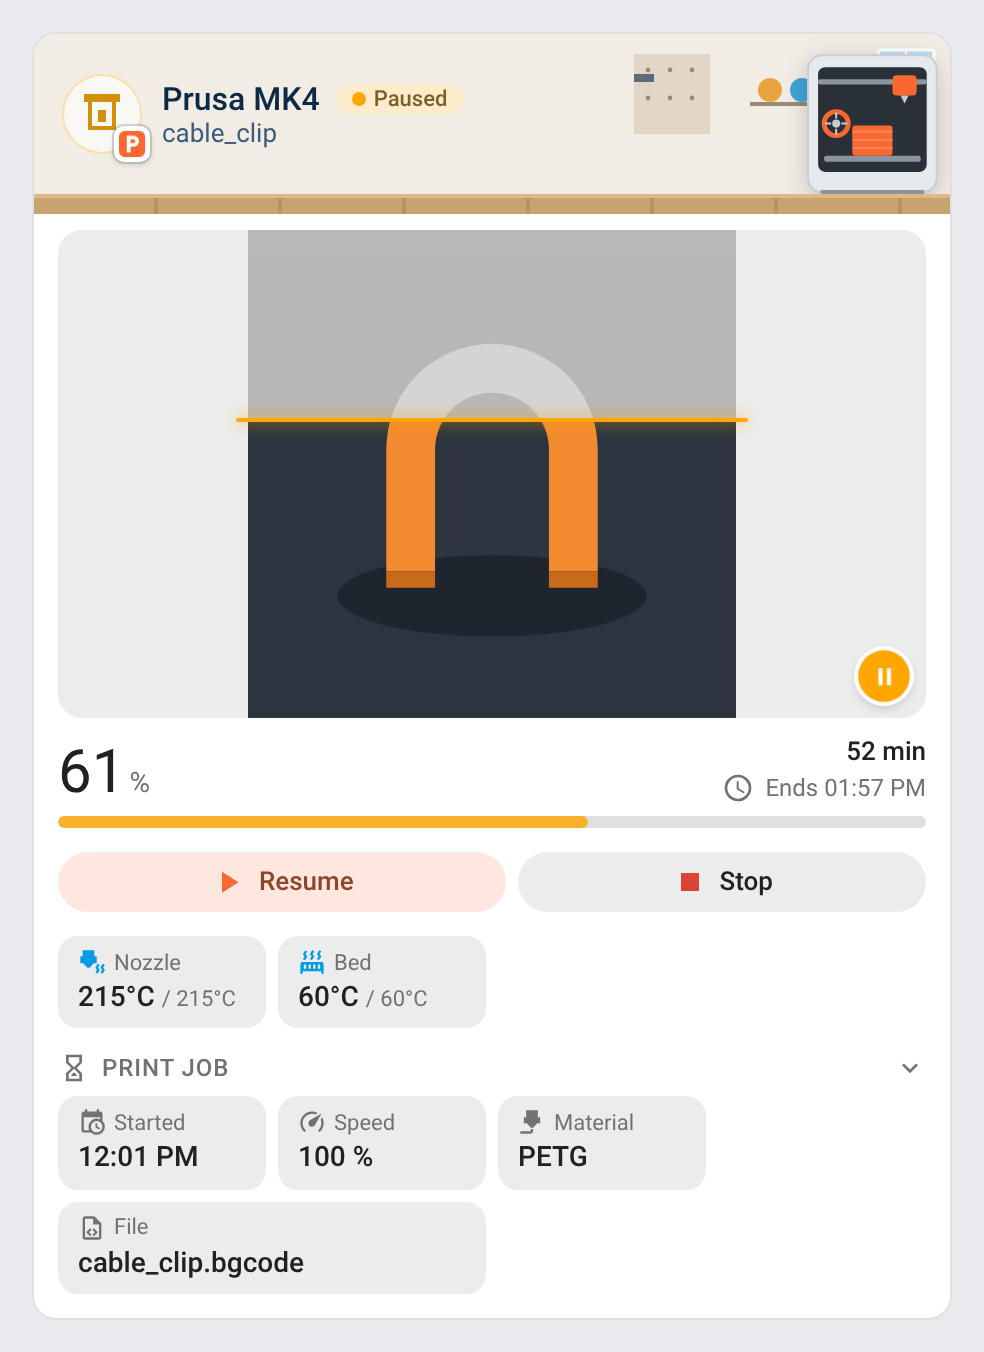 Prusa MK4
Paused
cable_clip
P
61 %
52 min
Ends 01:57 PM
Resume
Stop
Nozzle
215°C / 215°C
Bed
60°C / 60°C
PRINT JOB
Started
12:01 PM
Speed
100 %
Material
PETG
File
cable_clip.bgcode